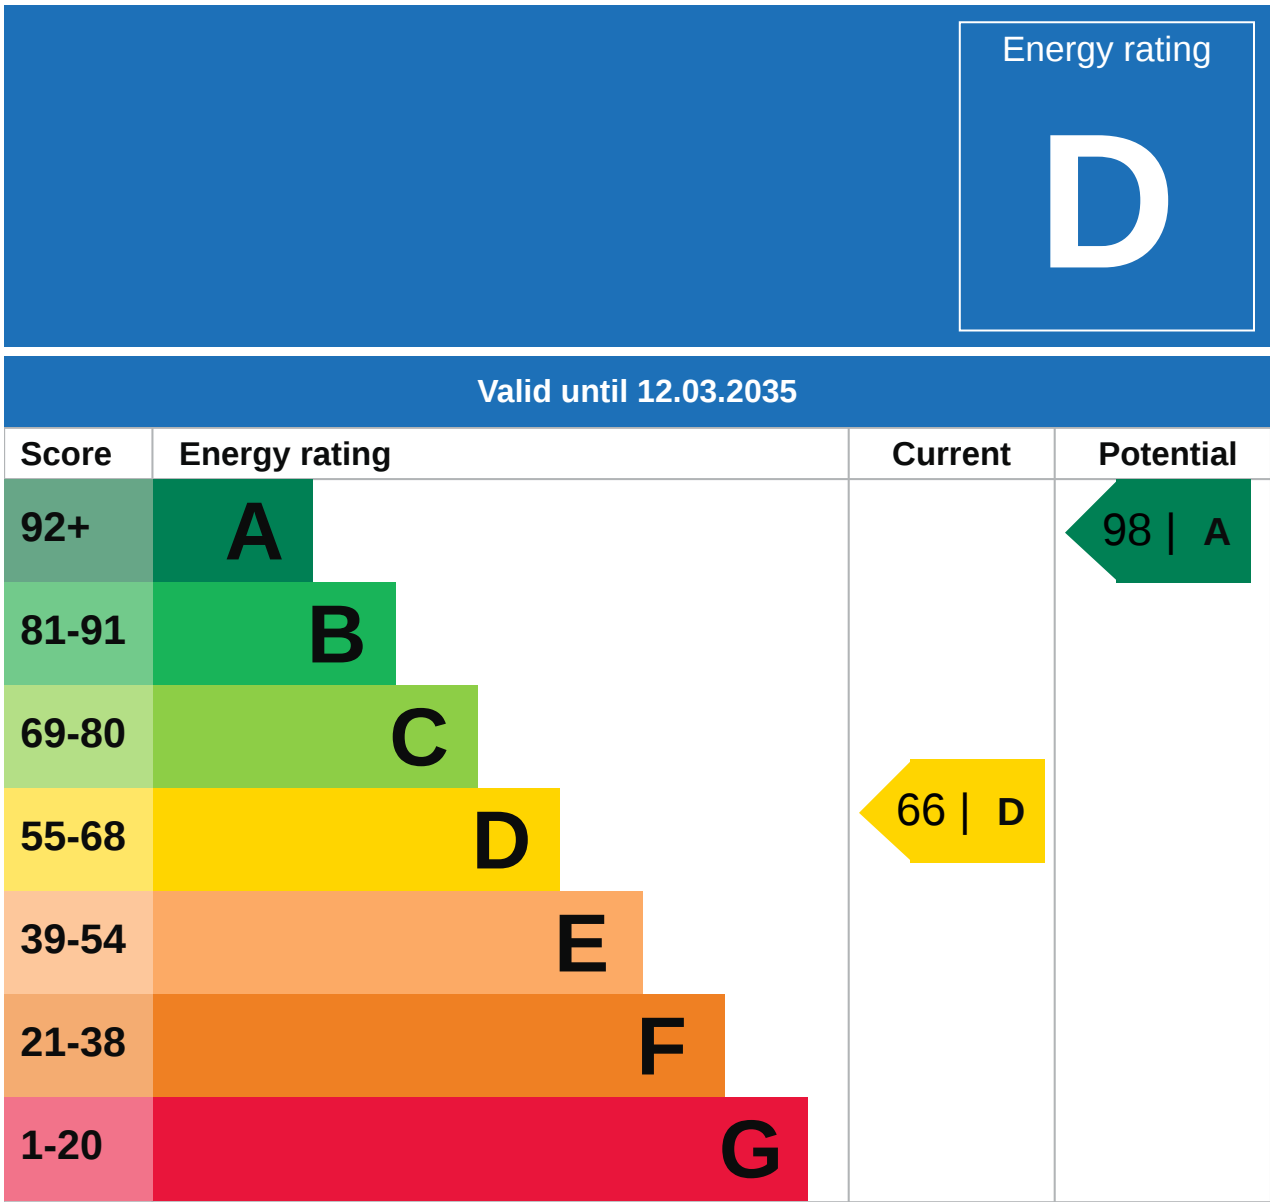 Energy rating
D
Valid until 12.03.2035
Score Energy rating Current Potential
92+ A 98 | A
81-91 B
69-80 C
55-68 D 66 | D
39-54 E
21-38 F
1-20 G